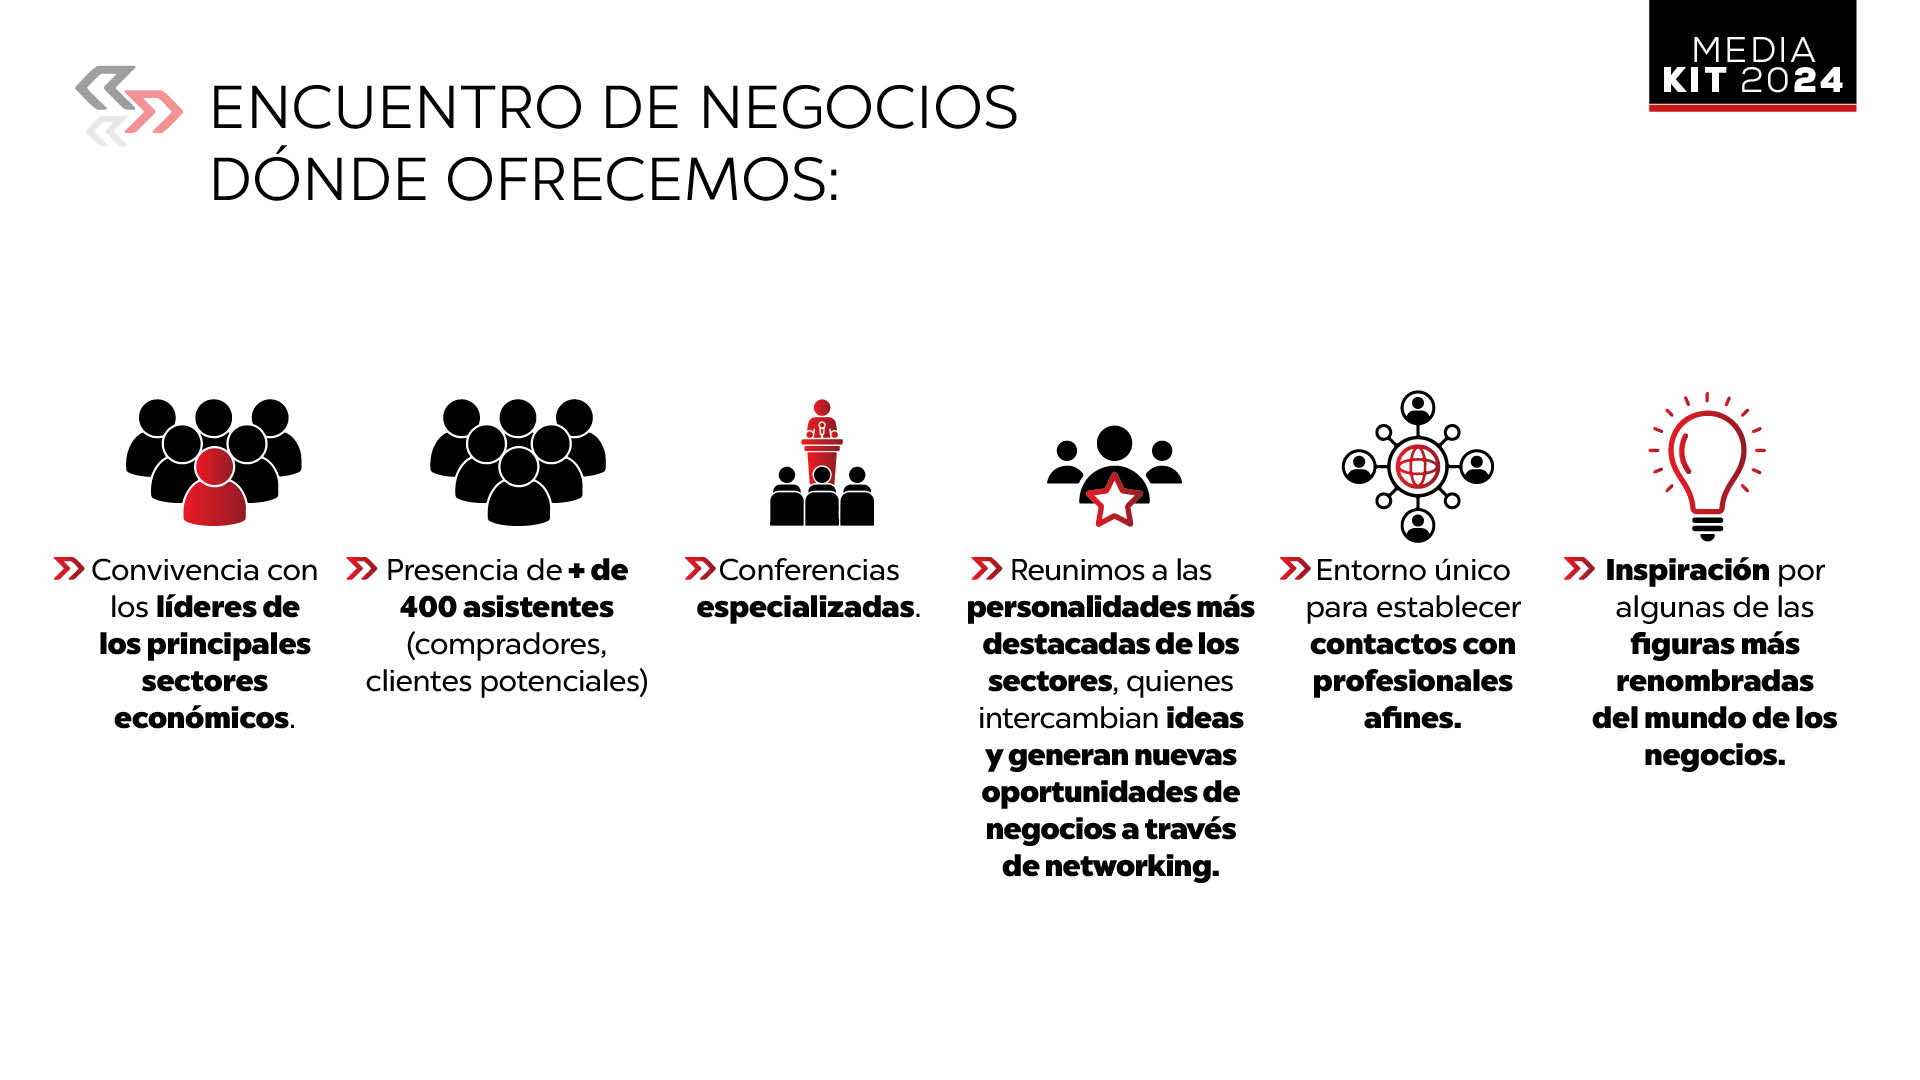 MEDIA
KIT 2024
ENCUENTRO DE NEGOCIOS
DÓNDE OFRECEMOS:
Convivencia con
los líderes de
los principales
sectores
económicos.
Presencia de + de
400 asistentes
(compradores,
clientes potenciales)
Conferencias
especializadas.
Reunimos a las
personalidades más
destacadas de los
sectores, quienes
intercambian ideas
y generan nuevas
oportunidades de
negocios a través
de networking.
Entorno único
para establecer
contactos con
profesionales
afines.
Inspiración por
algunas de las
figuras más
renombradas
del mundo de los
negocios.